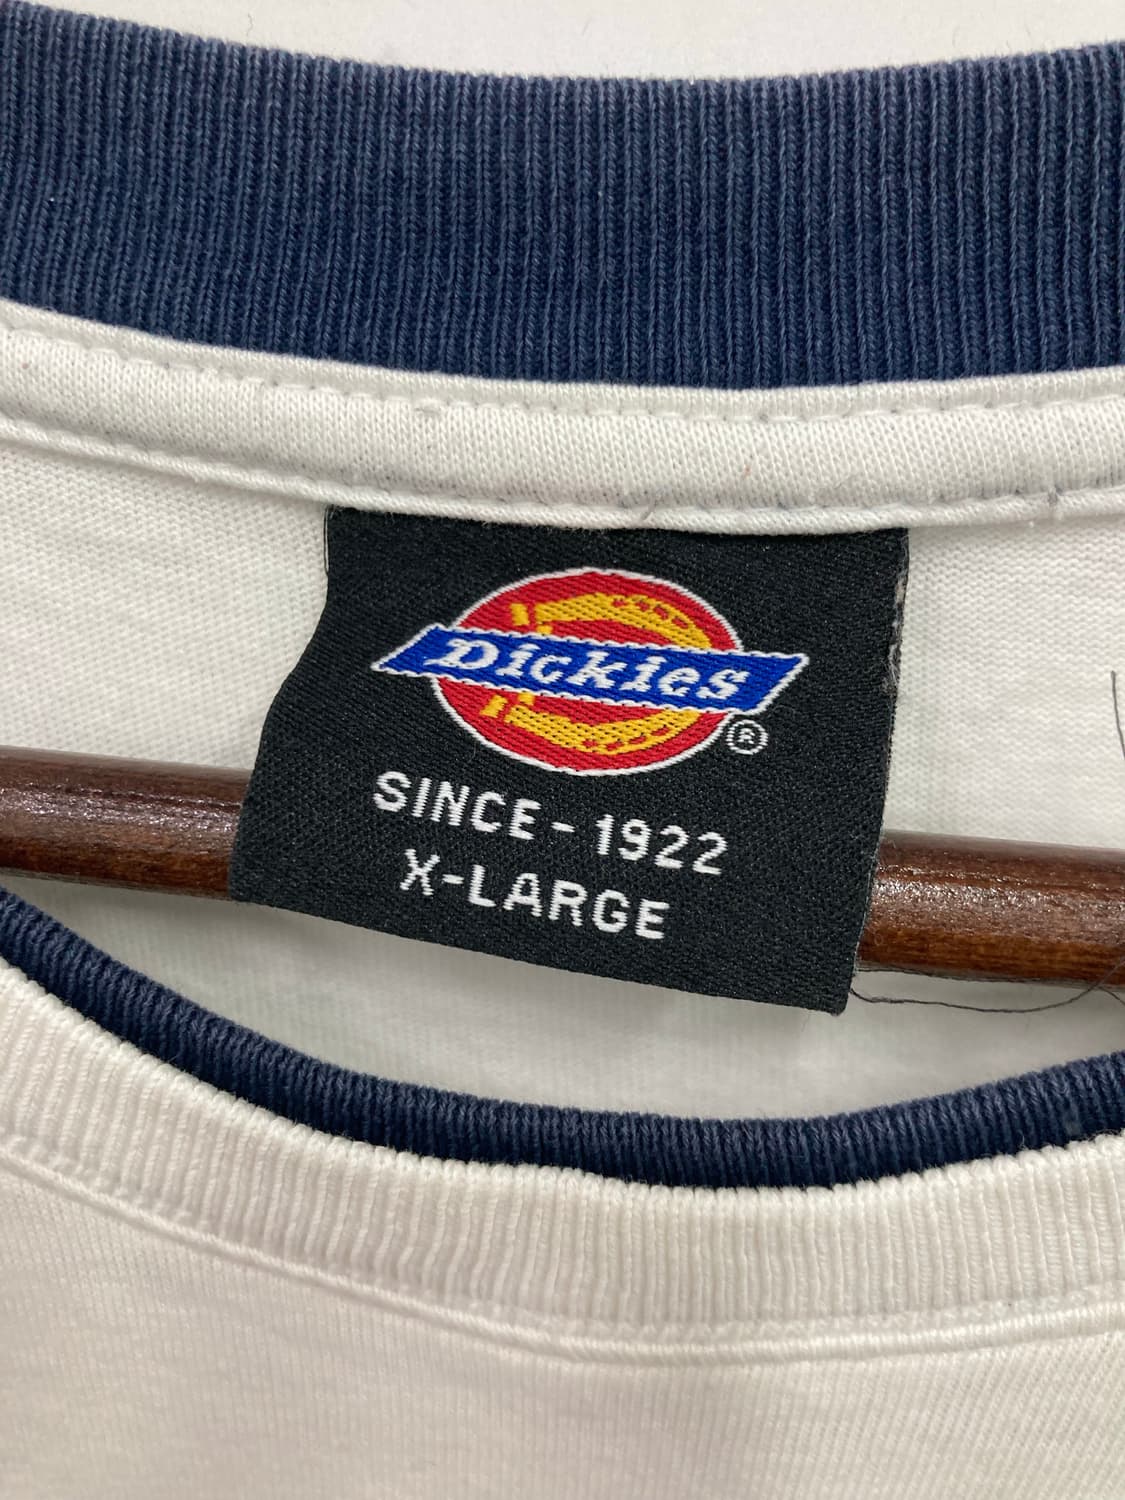 Dickies
®
SINCE - 1922
X-LARGE